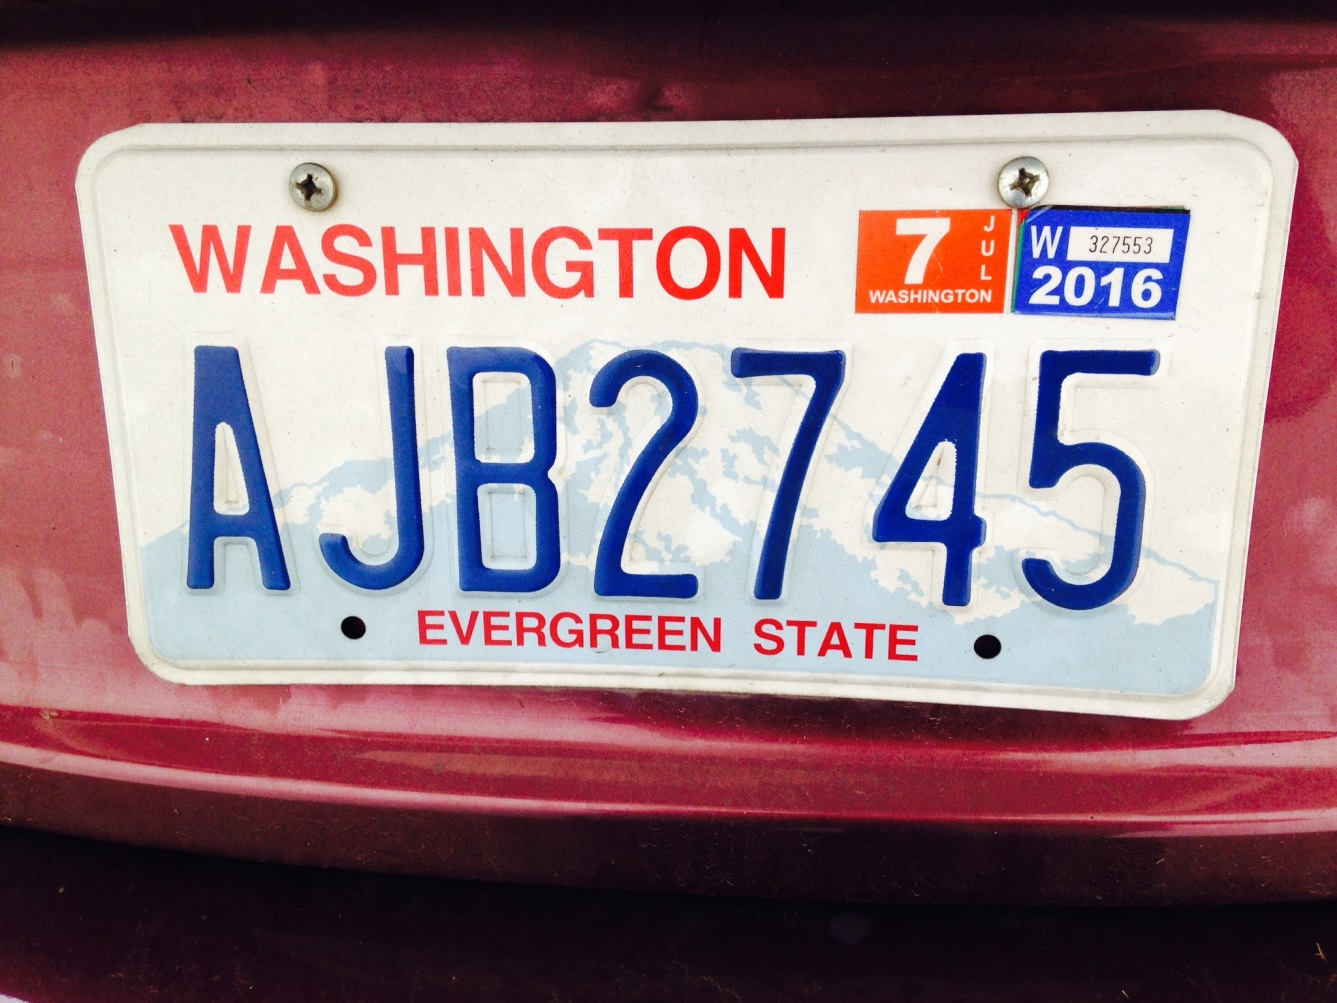 WASHINGTON
7 JUL
WASHINGTON
W 327553
2016
AJB2745
EVERGREEN STATE